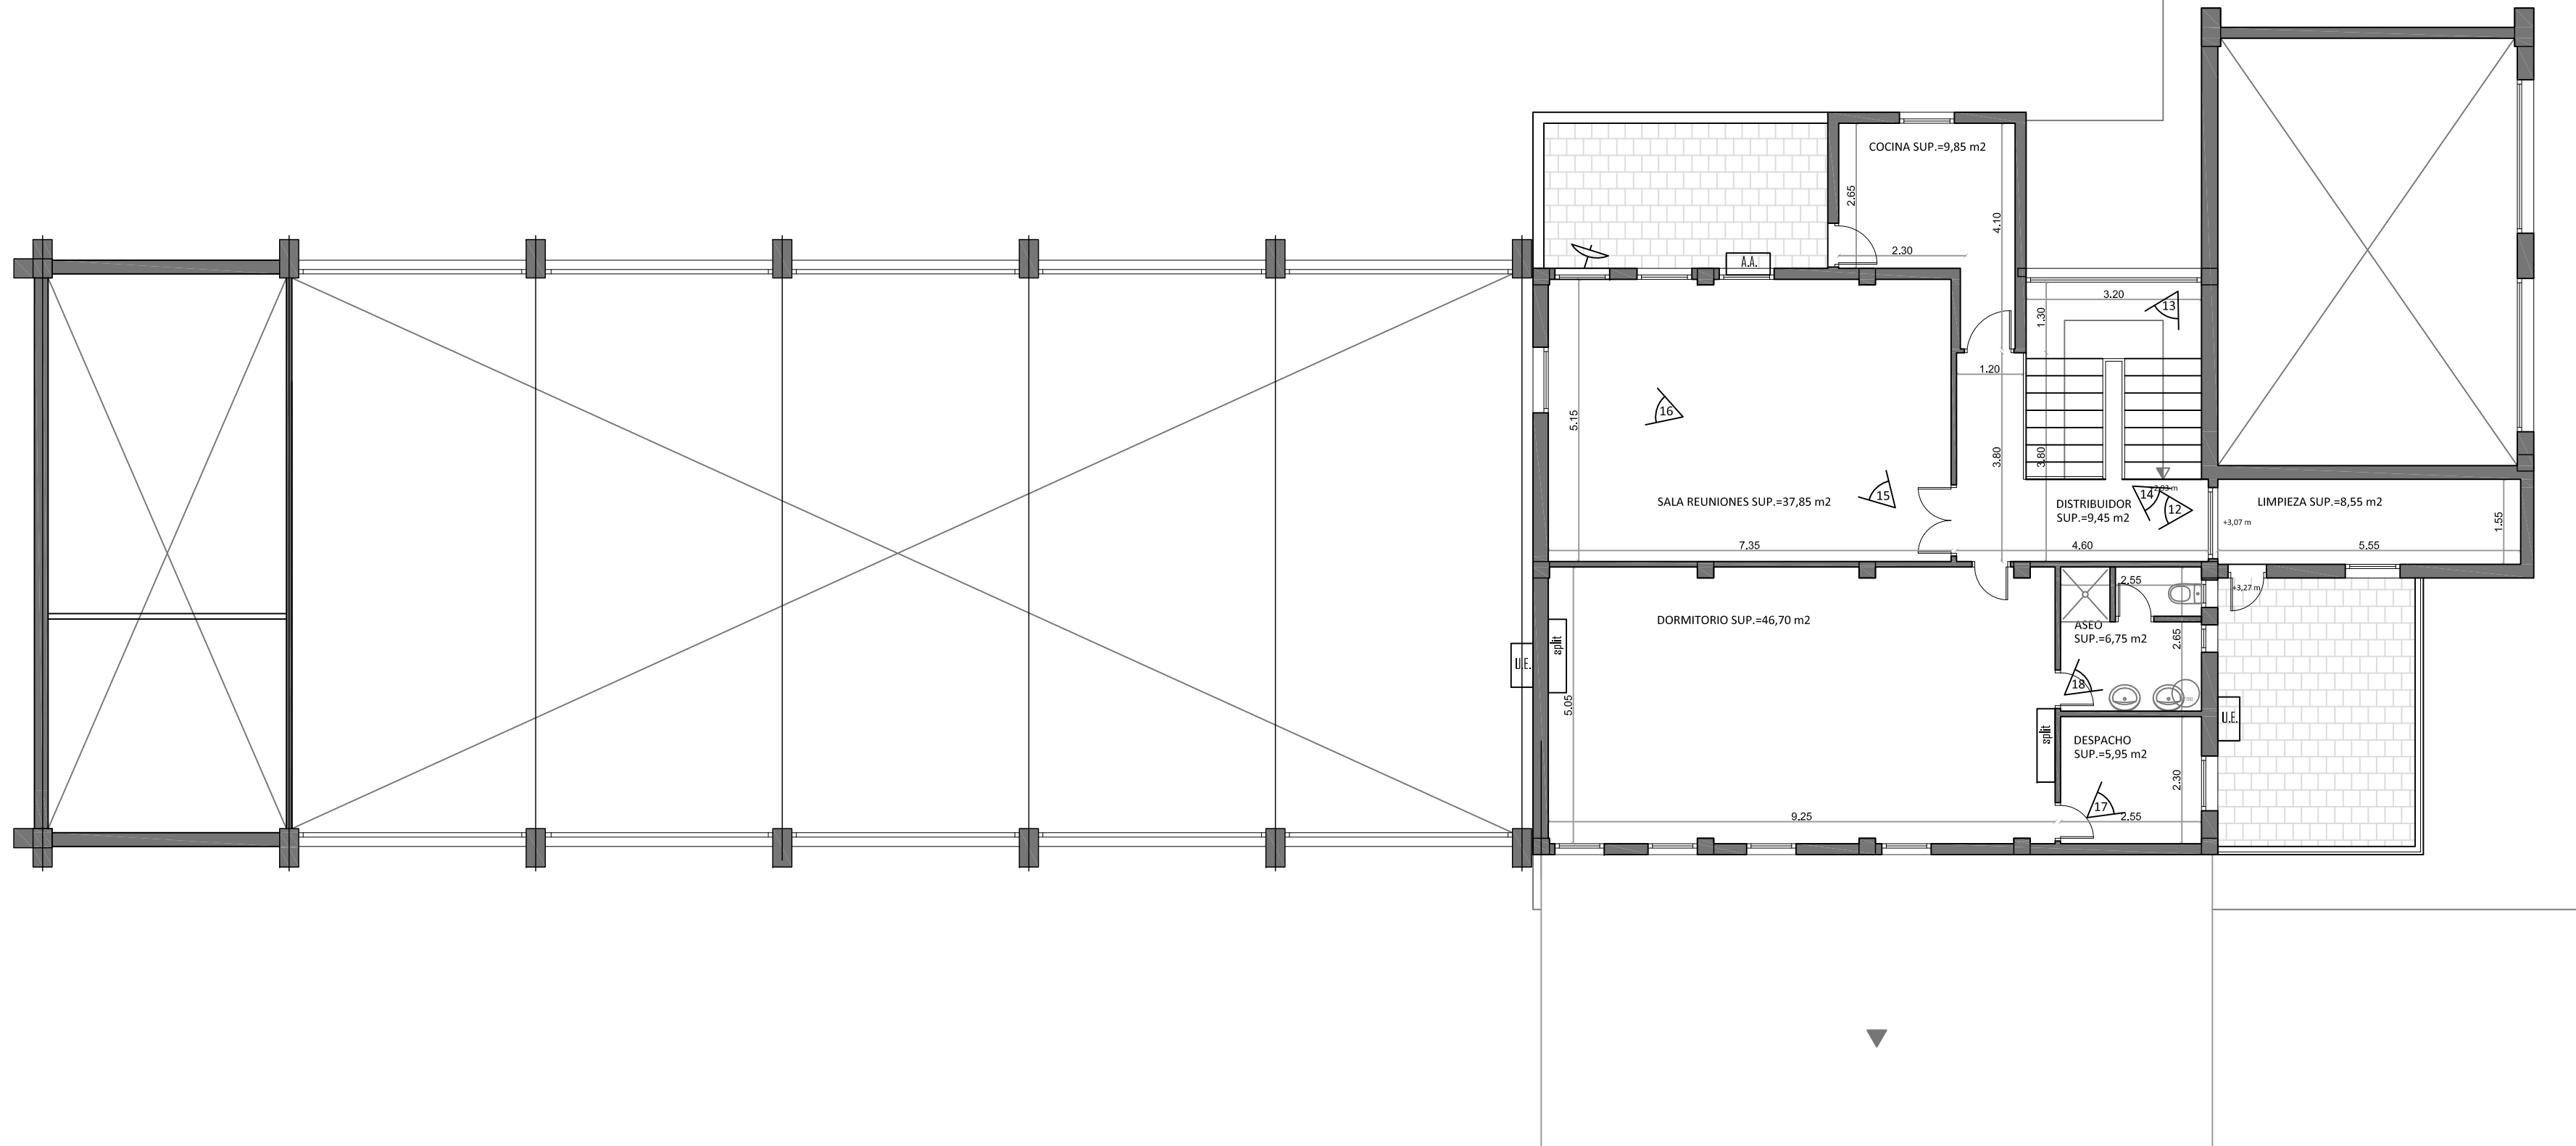 COCINA SUP.=9,85 m2
2.65
4.10
2.30
A.A.
3.20
13
1.30
1.20
16
5.15
3.80
3.80
15
SALA REUNIONES SUP.=37,85 m2
14
12
DISTRIBUIDOR
SUP.=9,45 m2
LIMPIEZA SUP.=8,55 m2
+3,07 m
1.55
7.35
4.60
5.55
2.55
+3,27 m
DORMITORIO SUP.=46,70 m2
ASEO
SUP.=6,75 m2
2.65
split
U.E.
18
5.05
U.E.
split
DESPACHO
SUP.=5,95 m2
2.30
17
9.25
2.55